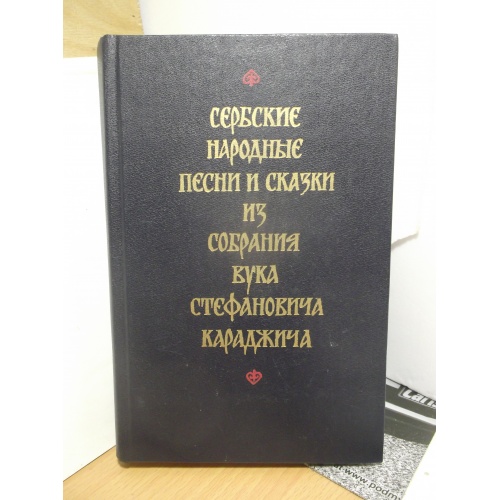 СЕРБСКИЕ
НАРОДНЫЕ
ПЕСНИ И СКАЗКИ
ИЗ
СОБРАНИЯ
ВУКА
СТЕФАНОВИЧА
КАРАДЖИЧА